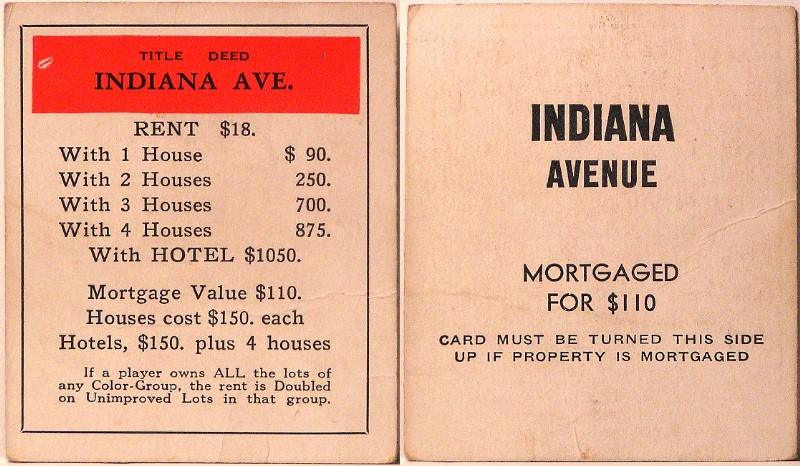 TITLE DEED
INDIANA AVE.
RENT $18.
With 1 House $ 90.
With 2 Houses 250.
With 3 Houses 700.
With 4 Houses 875.
With HOTEL $1050.
Mortgage Value $110.
Houses cost $150. each
Hotels, $150. plus 4 houses
If a player owns ALL the lots of
any Color-Group, the rent is Doubled
on Unimproved Lots in that group.
INDIANA
AVENUE
MORTGAGED
FOR $110
CARD MUST BE TURNED THIS SIDE
UP IF PROPERTY IS MORTGAGED